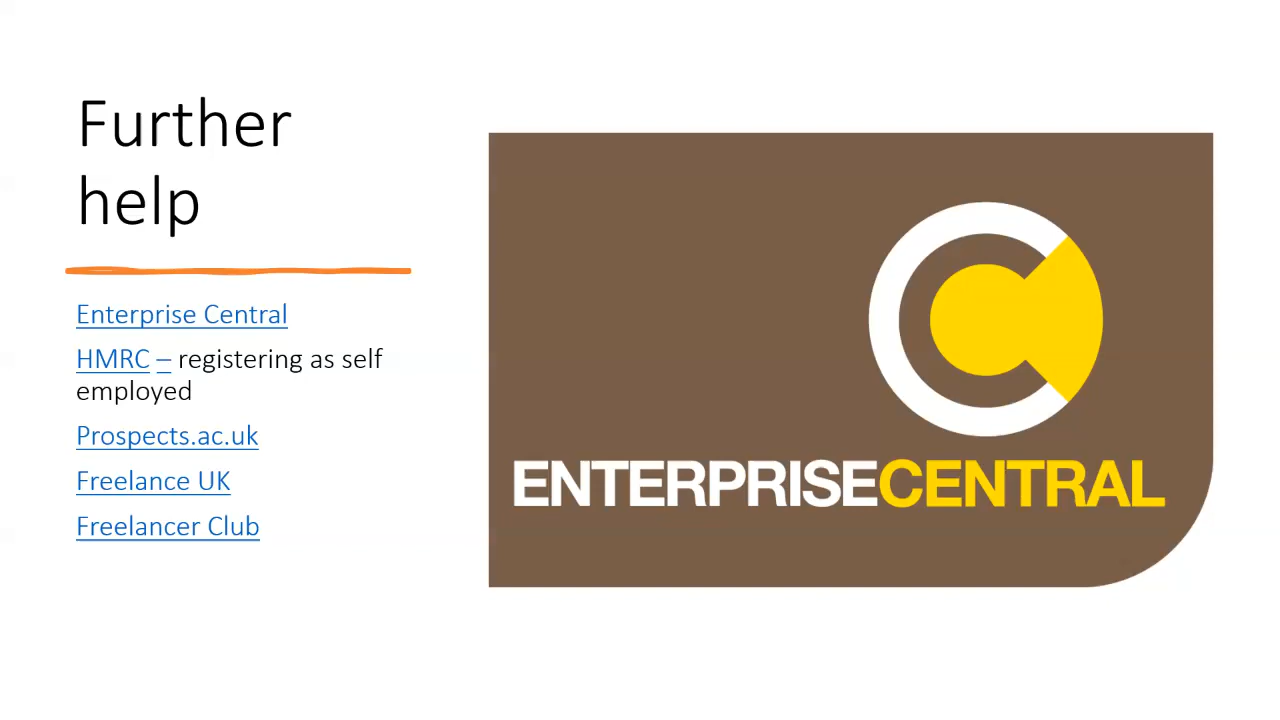 Further
help
Enterprise Central
HMRC – registering as self
employed
Prospects.ac.uk
Freelance UK
Freelancer Club
ENTERPRISECENTRAL